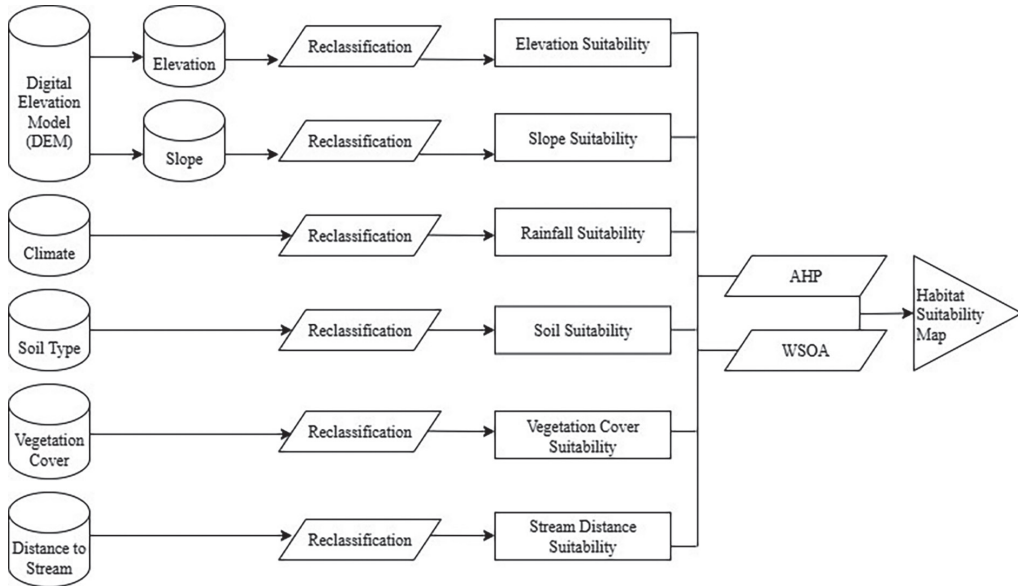 Digital
Elevation
Model
(DEM)
Elevation
Reclassification
Elevation Suitability
Slope
Reclassification
Slope Suitability
Climate
Reclassification
Rainfall Suitability
Soil Type
Reclassification
Soil Suitability
Vegetation
Cover
Reclassification
Vegetation Cover
Suitability
Distance to
Stream
Reclassification
Stream Distance
Suitability
AHP
WSOA
Habitat
Suitability
Map